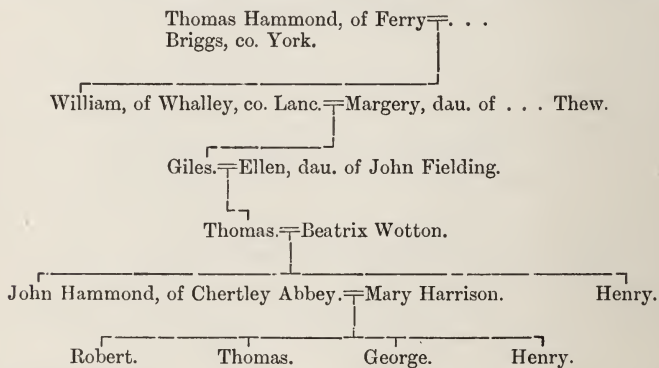 Thomas Hammond, of Ferry=. . .
Briggs, co. York.
William, of Whalley, co. Lanc.=Margery, dau. of . . . Thew.
Giles.=Ellen, dau. of John Fielding.
Thomas.=Beatrix Wotton.
John Hammond, of Chertley Abbey.=Mary Harrison. Henry.
Robert. Thomas. George. Henry.